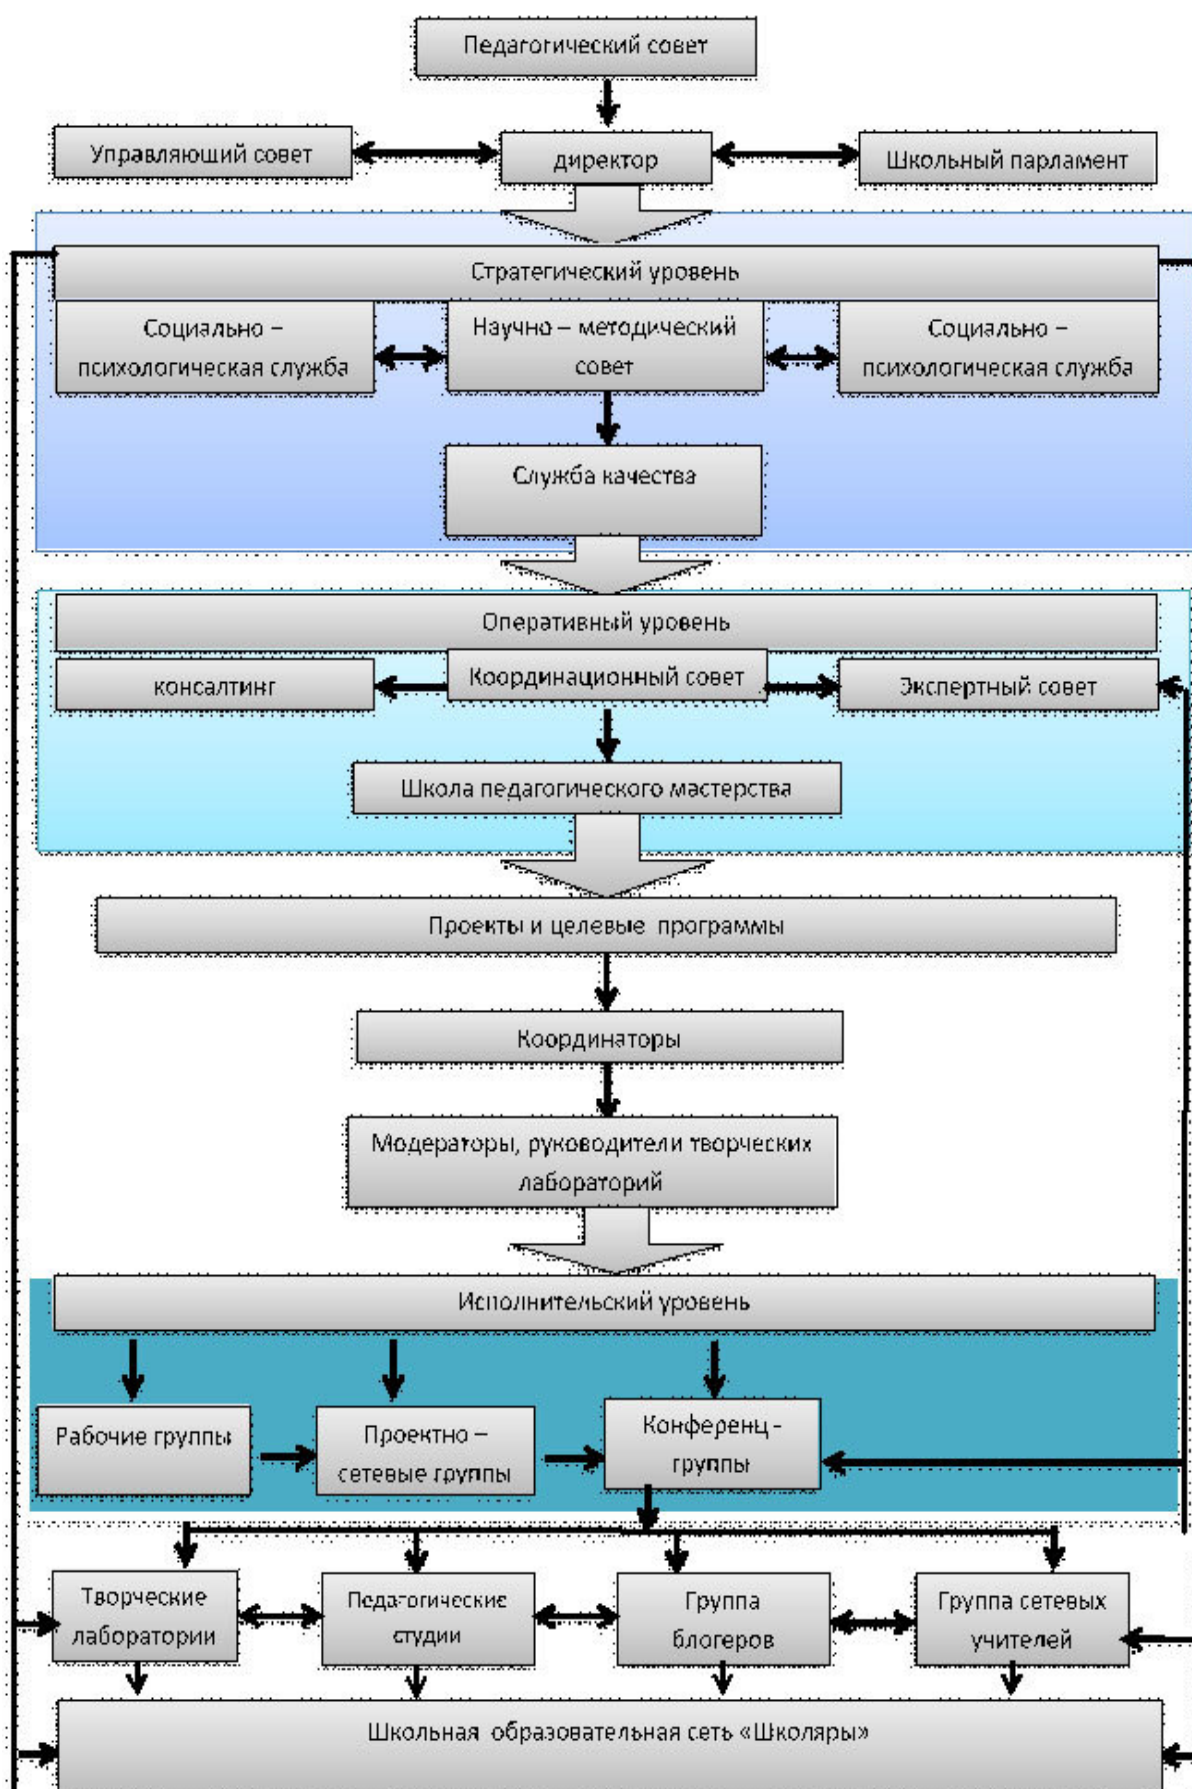 Педагогический совет
Управляющий совет
директор
Школьный парламент
Стратегический уровень
Социально –
психологическая служба
Научно – методический
совет
Социально –
психологическая служба
Служба качества
Оперативный уровень
консалтинг
Координационный совет
Экспертный совет
Школа педагогического мастерства
Проекты и целевые программы
Координаторы
Модераторы, руководители творческих
лабораторий
Исполнительский уровень
Рабочие группы
Проектно –
сетевые группы
Конференц -
группы
Творческие
лаборатории
Педагогические
студии
Группа
блогеров
Группа сетевых
учителей
Школьная образовательная сеть «Школяры»